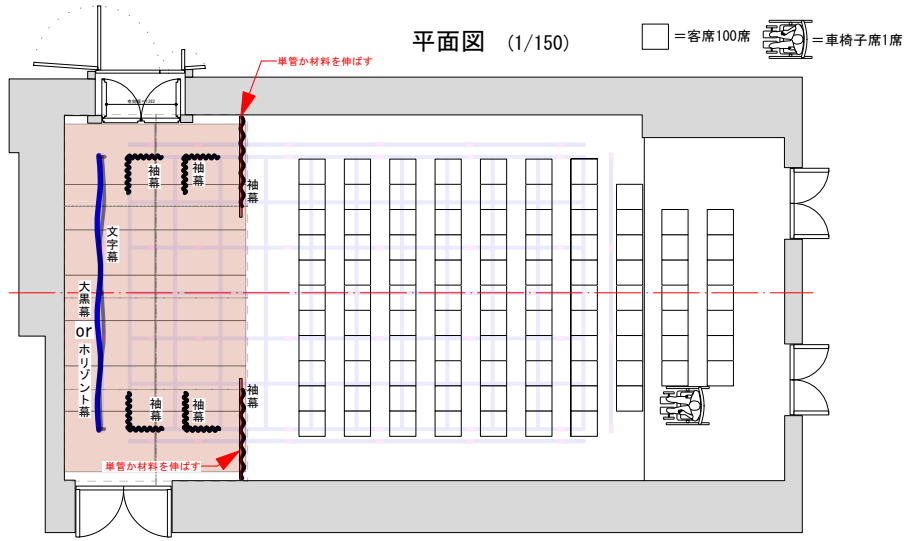 平面図 (1/150)
=客席100席
=車椅子席1席
単管か材料を伸ばす
袖幕
袖幕
袖幕
文字幕
大黒幕 or ホリゾント幕
袖幕
袖幕
袖幕
単管か材料を伸ばす